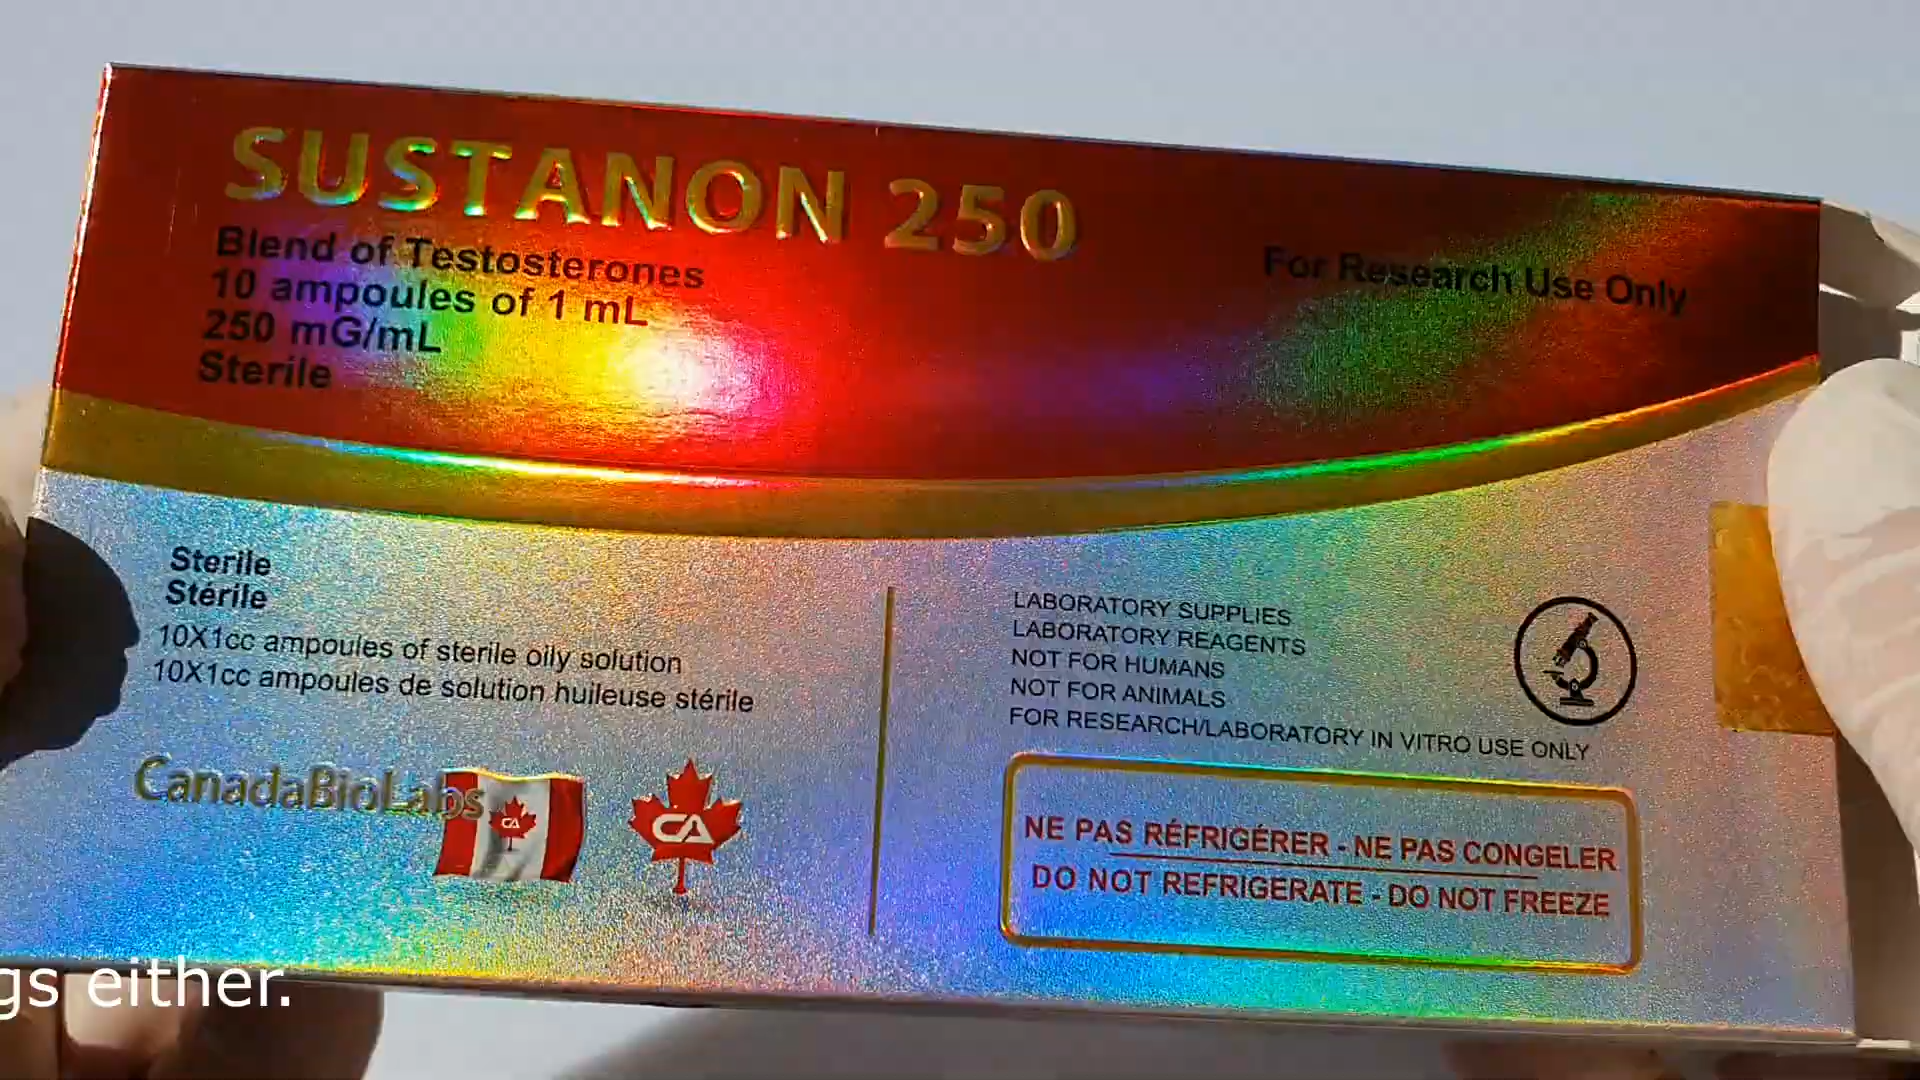 SUSTANON 250
Blend of Testosterones
10 ampoules of 1 mL
250 mG/mL
Sterile
For Research Use Only
Sterile
Stérile
10X1cc ampoules of sterile oily solution
10X1cc ampoules de solution huileuse stérile
CanadaBioLabs
CA
CA
LABORATORY SUPPLIES
LABORATORY REAGENTS
NOT FOR HUMANS
NOT FOR ANIMALS
FOR RESEARCH/LABORATORY IN VITRO USE ONLY
NE PAS RÉFRIGÉRER - NE PAS CONGELER
DO NOT REFRIGERATE - DO NOT FREEZE
gs either.